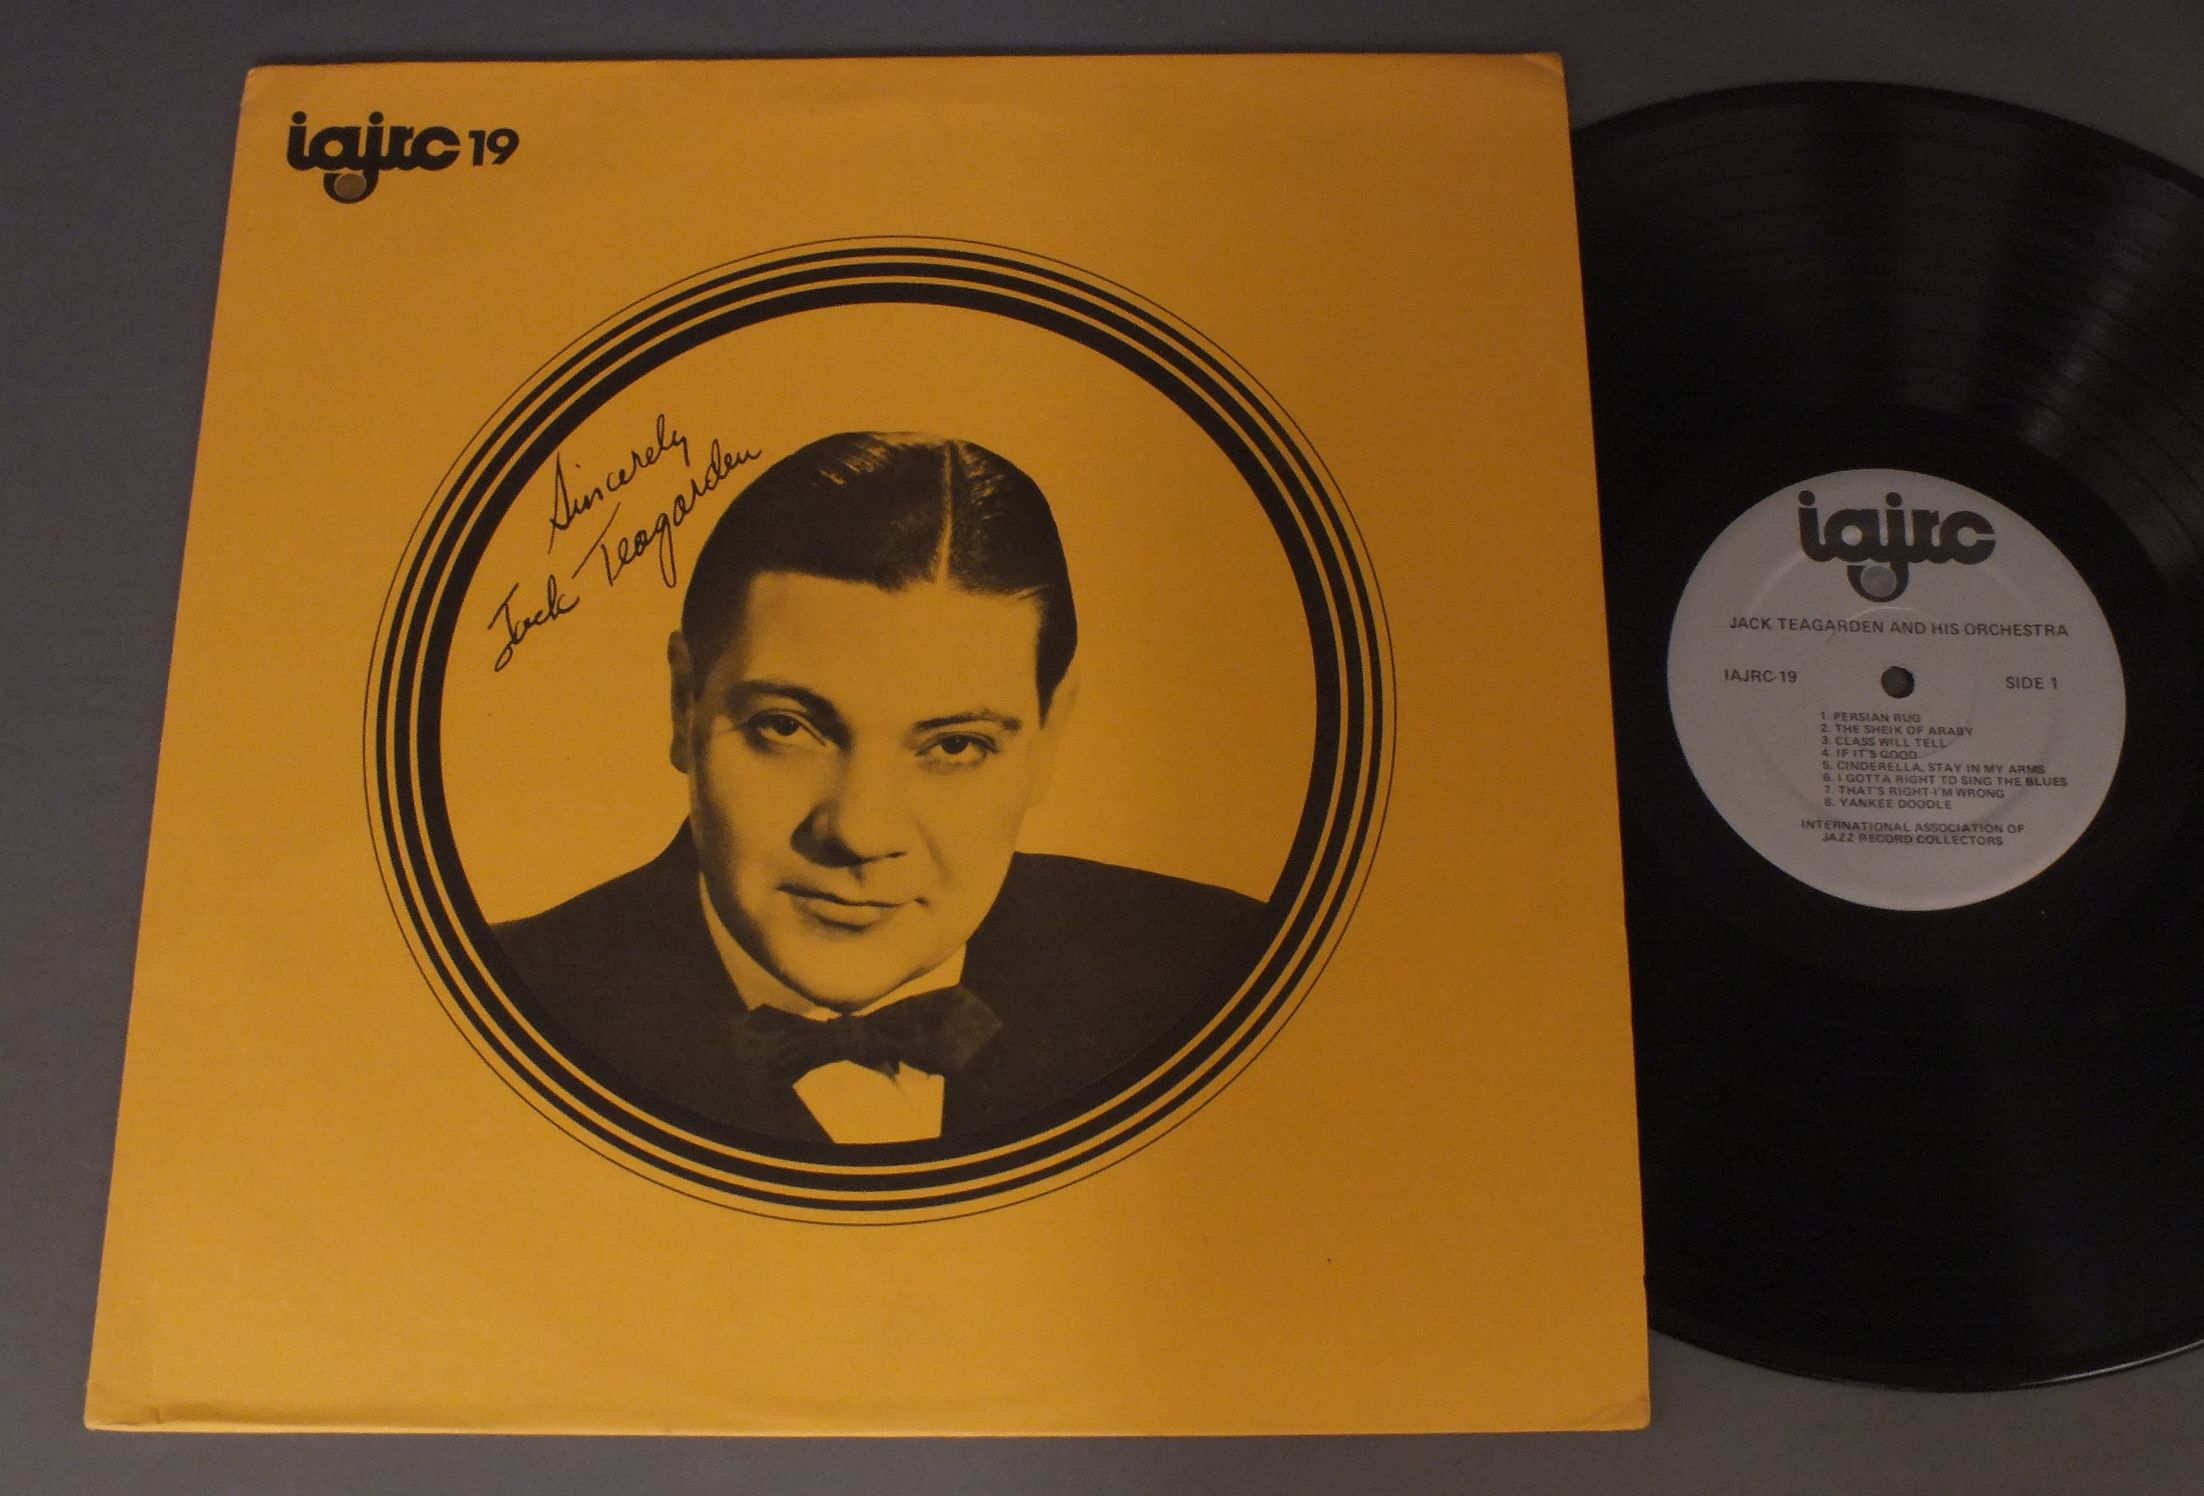 iajrc 19
Sincerely
Jack Teagarden
iajrc
JACK TEAGARDEN AND HIS ORCHESTRA
IAJRC-19 SIDE 1
1. PERSIAN RUG
2. THE SHEIK OF ARABY
3. CLASS WILL TELL
4. IF IT'S GOOD
5. CINDERELLA, STAY IN MY ARMS
6. I GOTTA RIGHT TO SING THE BLUES
7. THAT'S RIGHT-I'M WRONG
8. YANKEE DOODLE
INTERNATIONAL ASSOCIATION OF
JAZZ RECORD COLLECTORS